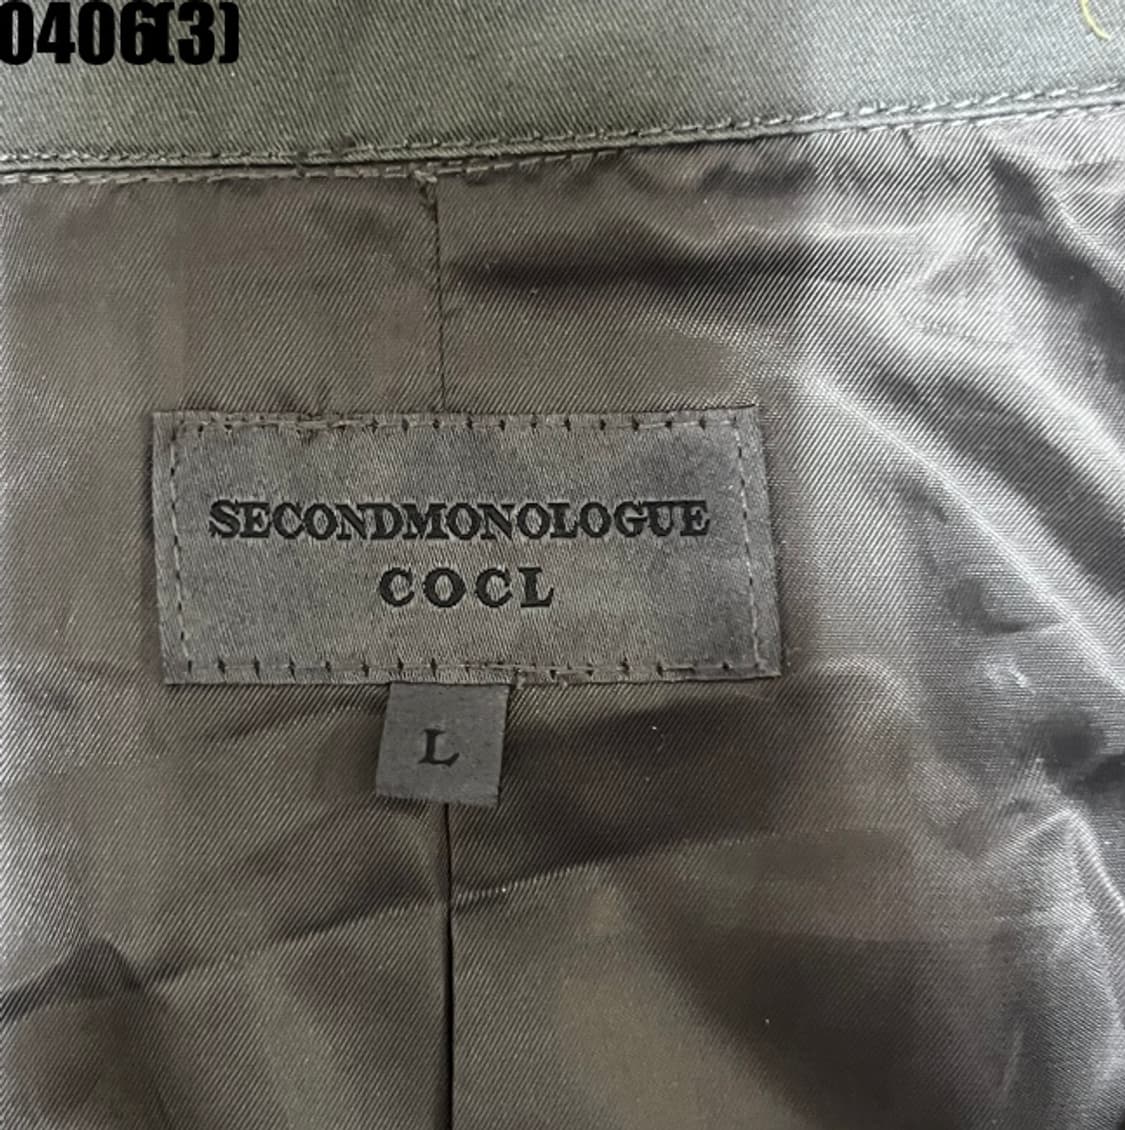 0406(3)
SECONDMONOLOGUE
COCL
L